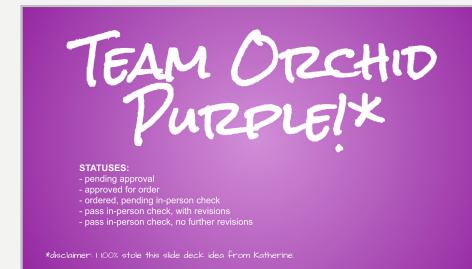 TEAM ORCHID
PURPLE!*
STATUSES:
- pending approval
- approved for order
- ordered, pending in-person check
- pass in-person check, with revisions
- pass in-person check, no further revisions
*disclaimer: I 100% stole this slide deck idea from Katherine.